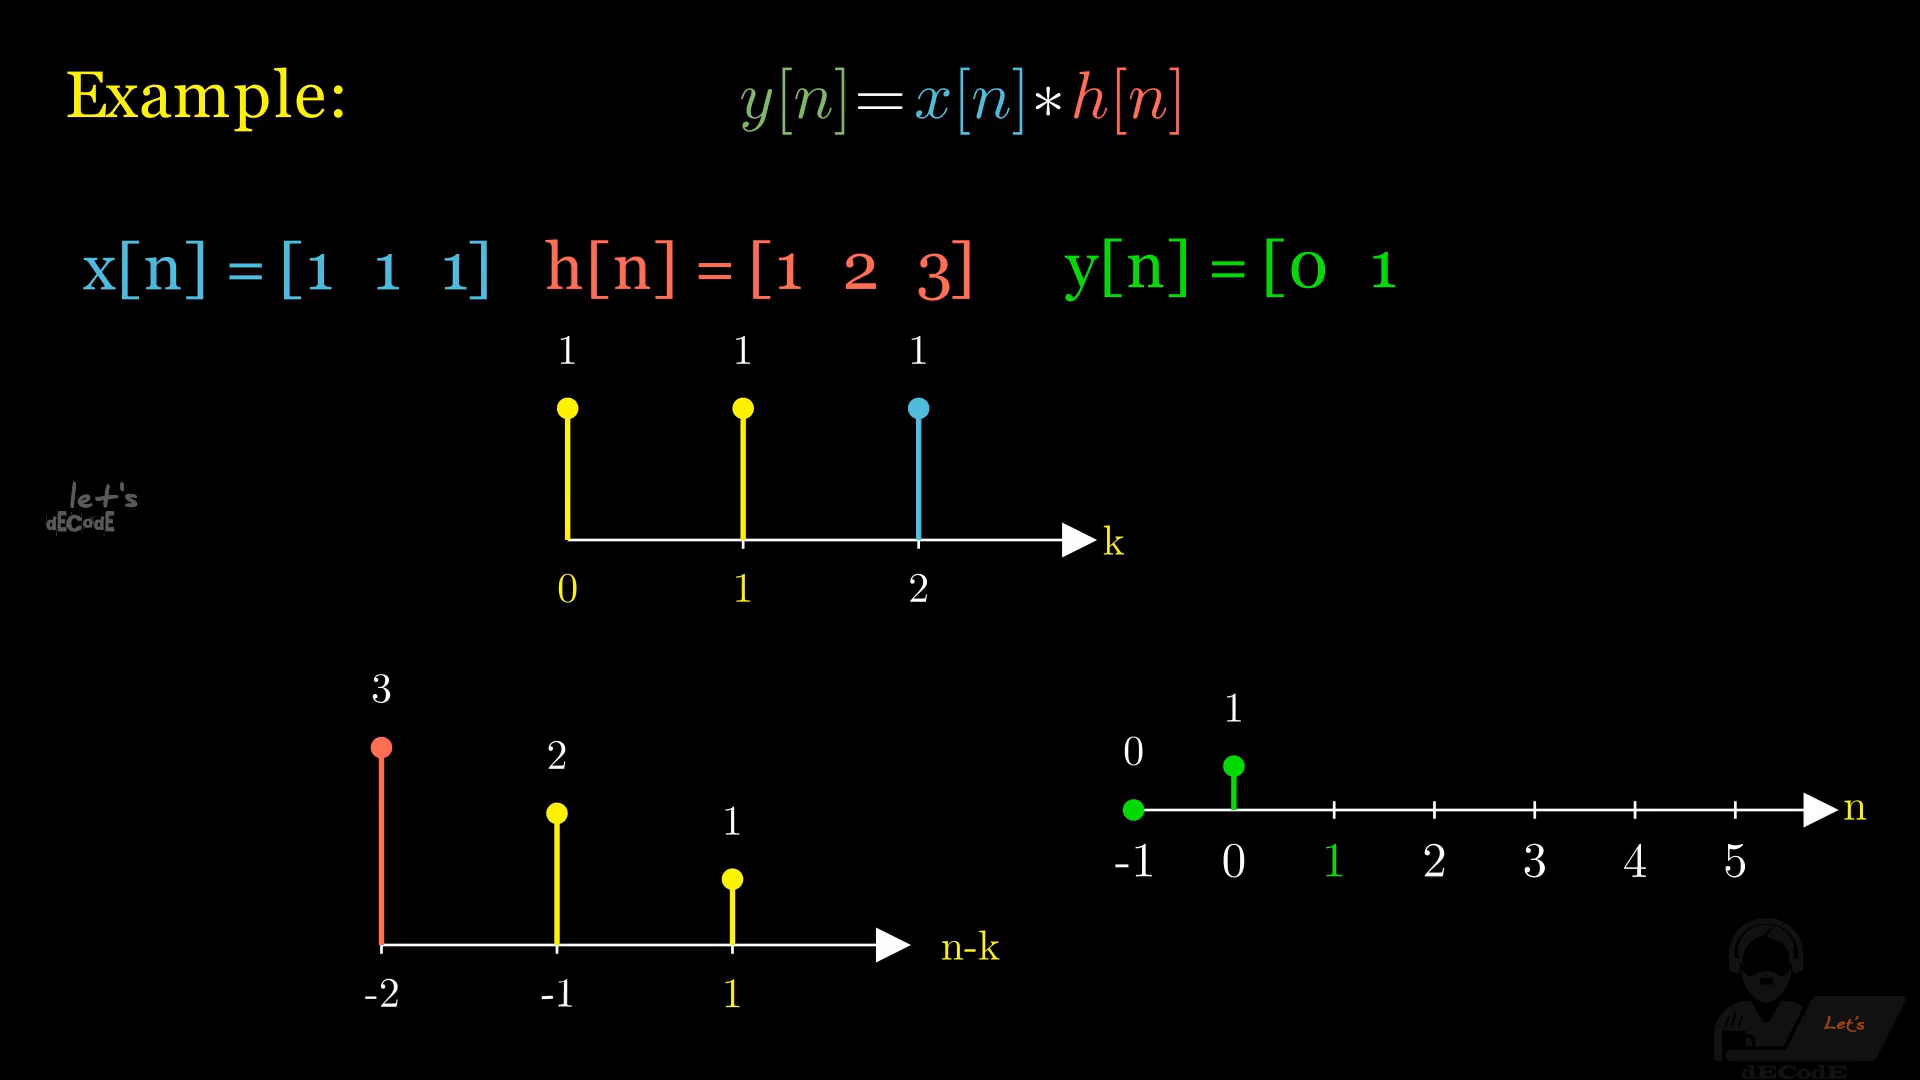 Example:
y[n]=x[n]*h[n]
x[n] = [1 1 1]
h[n] = [1 2 3]
y[n] = [0 1
1 1 1
let's
dECodE
k
0 1 2
3
2
1
n-k
-2 -1 1
0 1
n
-1 0 1 2 3 4 5
Let's
dECodE